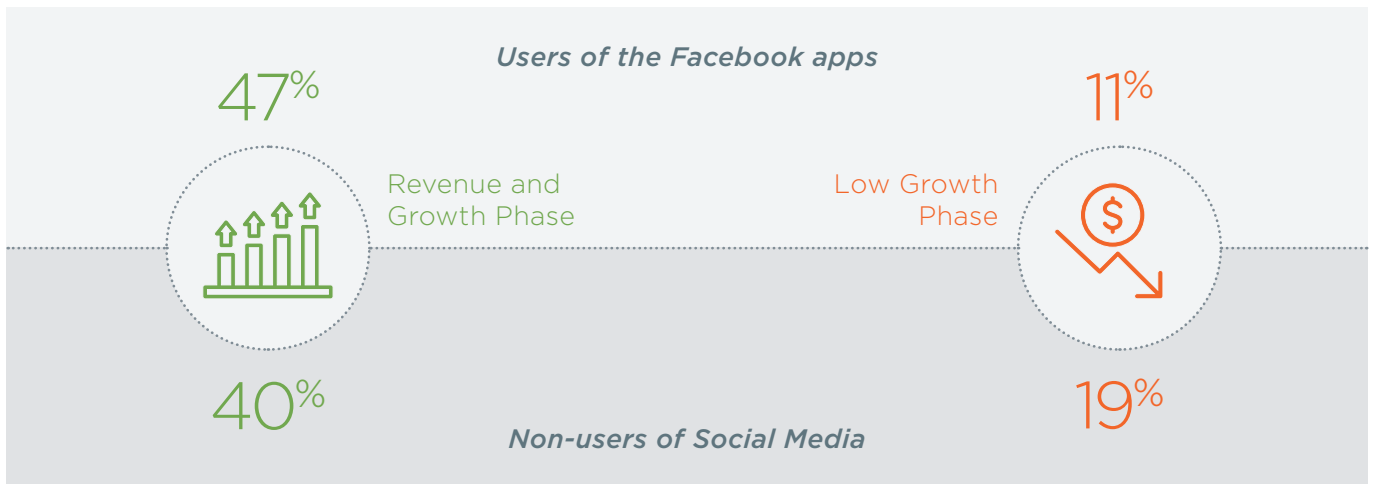 Users of the Facebook apps
47%
11%
Revenue and
Growth Phase
Low Growth
Phase
$
40%
19%
Non-users of Social Media